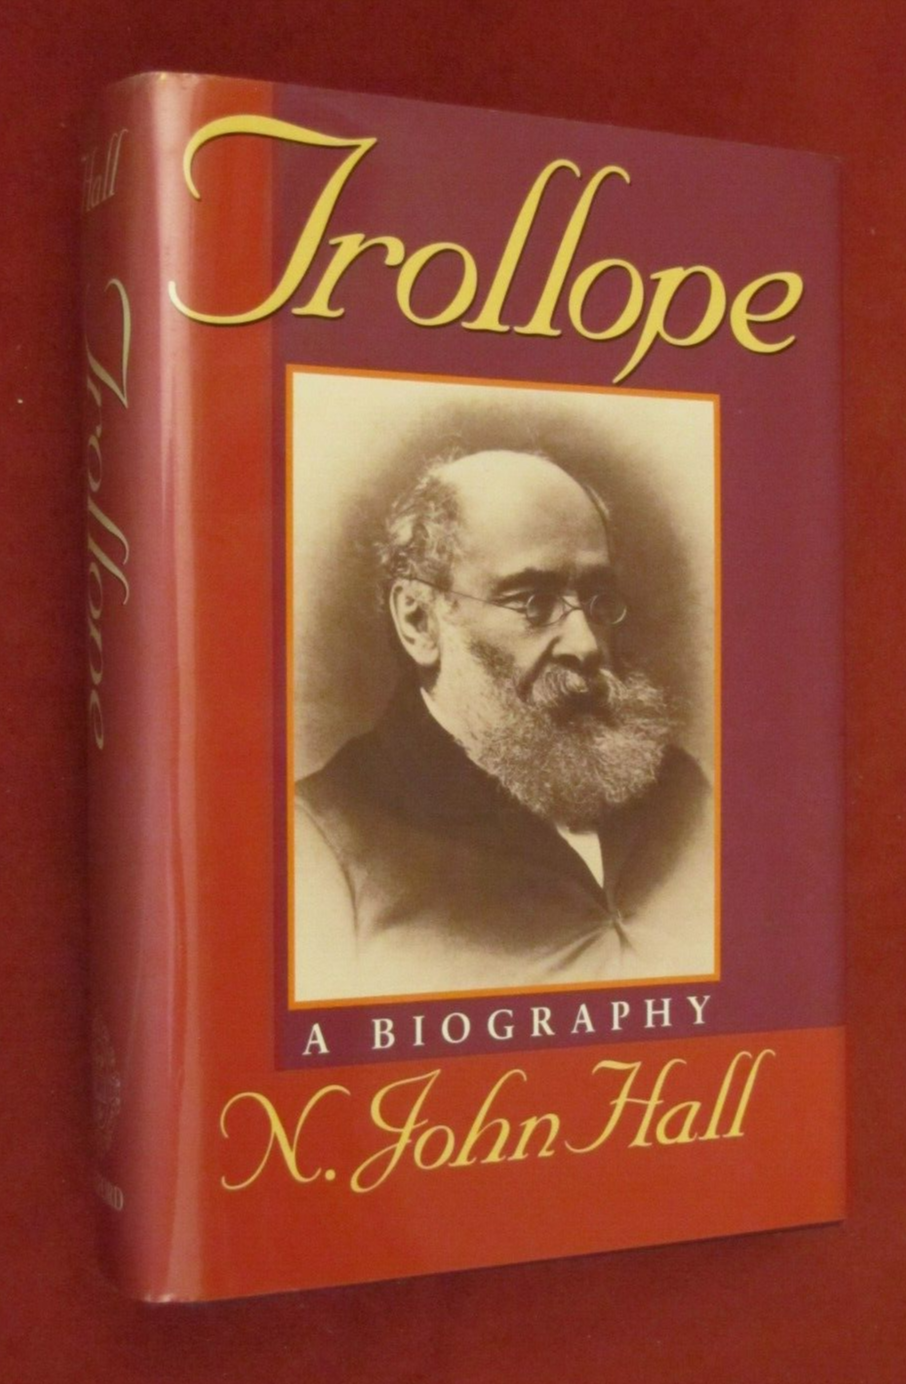 Trollope
A BIOGRAPHY
N. John Hall
Hall
Trollope